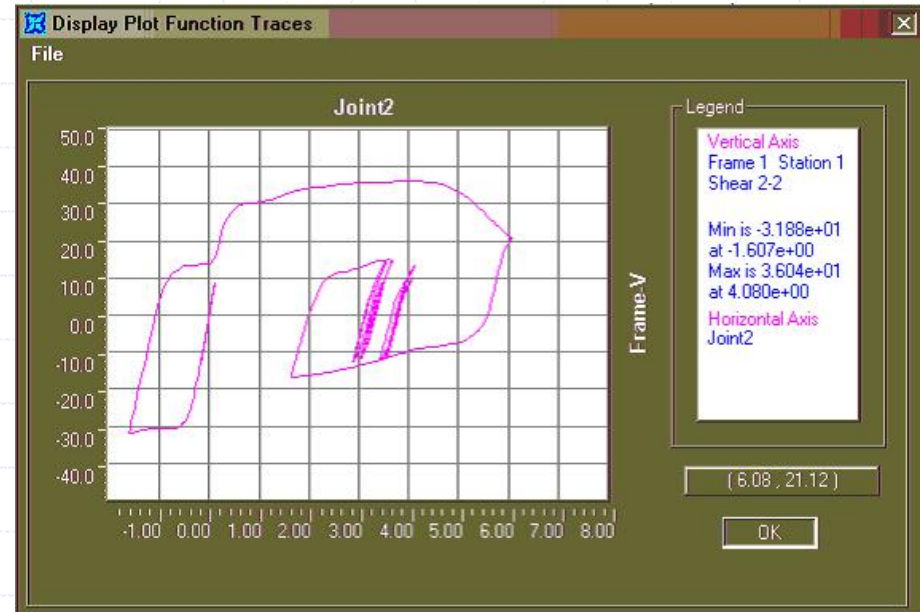 Display Plot Function Traces
File
Joint2
50.0
40.0
30.0
20.0
10.0
0.0
-10.0
-20.0
-30.0
-40.0
-1.00 0.00 1.00 2.00 3.00 4.00 5.00 6.00 7.00 8.00
Frame-V
Legend
Vertical Axis
Frame 1 Station 1
Shear 2-2
Min is -3.188e+01
at -1.607e+00
Max is 3.604e+01
at 4.080e+00
Horizontal Axis
Joint2
( 6.08 , 21.12 )
OK